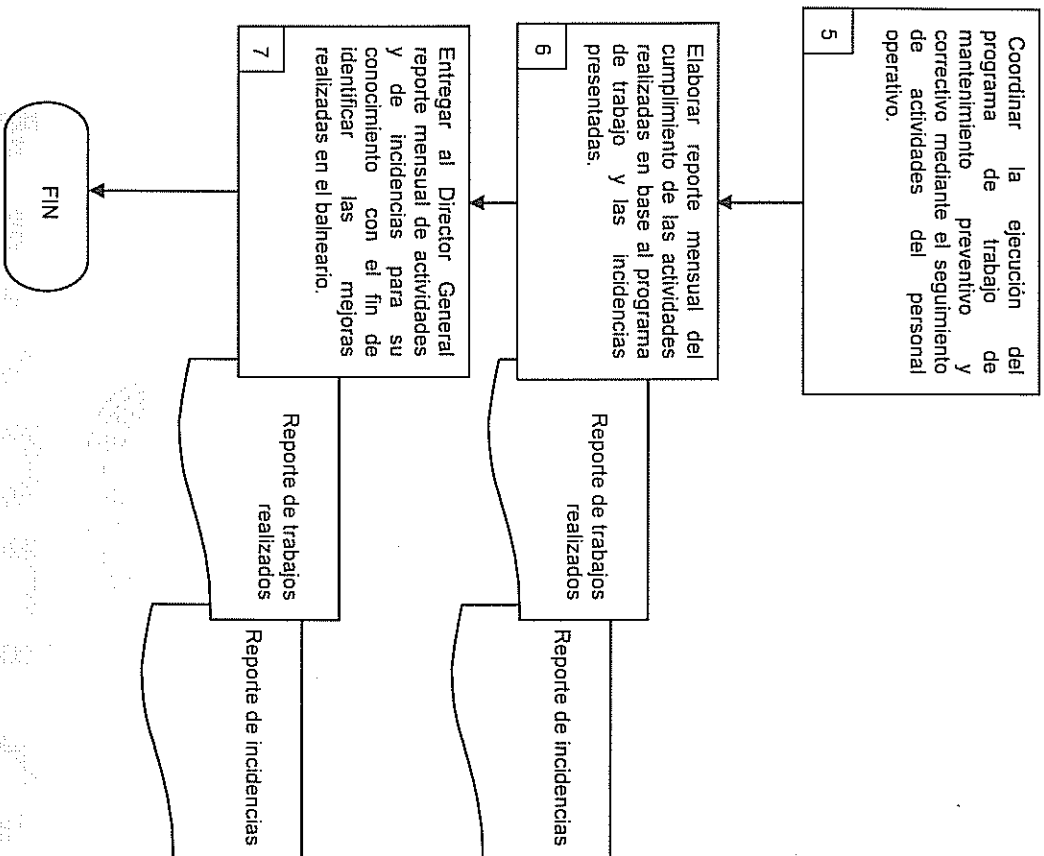 Coordinar la ejecución del
programa de trabajo de
mantenimiento preventivo y
correctivo mediante el seguimiento
de actividades del personal
operativo.
5
Elaborar reporte mensual del
cumplimiento de las actividades
realizadas en base al programa
de trabajo y las incidencias
presentadas.
6
Reporte de trabajos
realizados
Reporte de incidencias
Entregar al Director General
reporte mensual de actividades
y de incidencias para su
conocimiento con el fin de
identificar las mejoras
realizadas en el balneario.
7
Reporte de trabajos
realizados
Reporte de incidencias
FIN